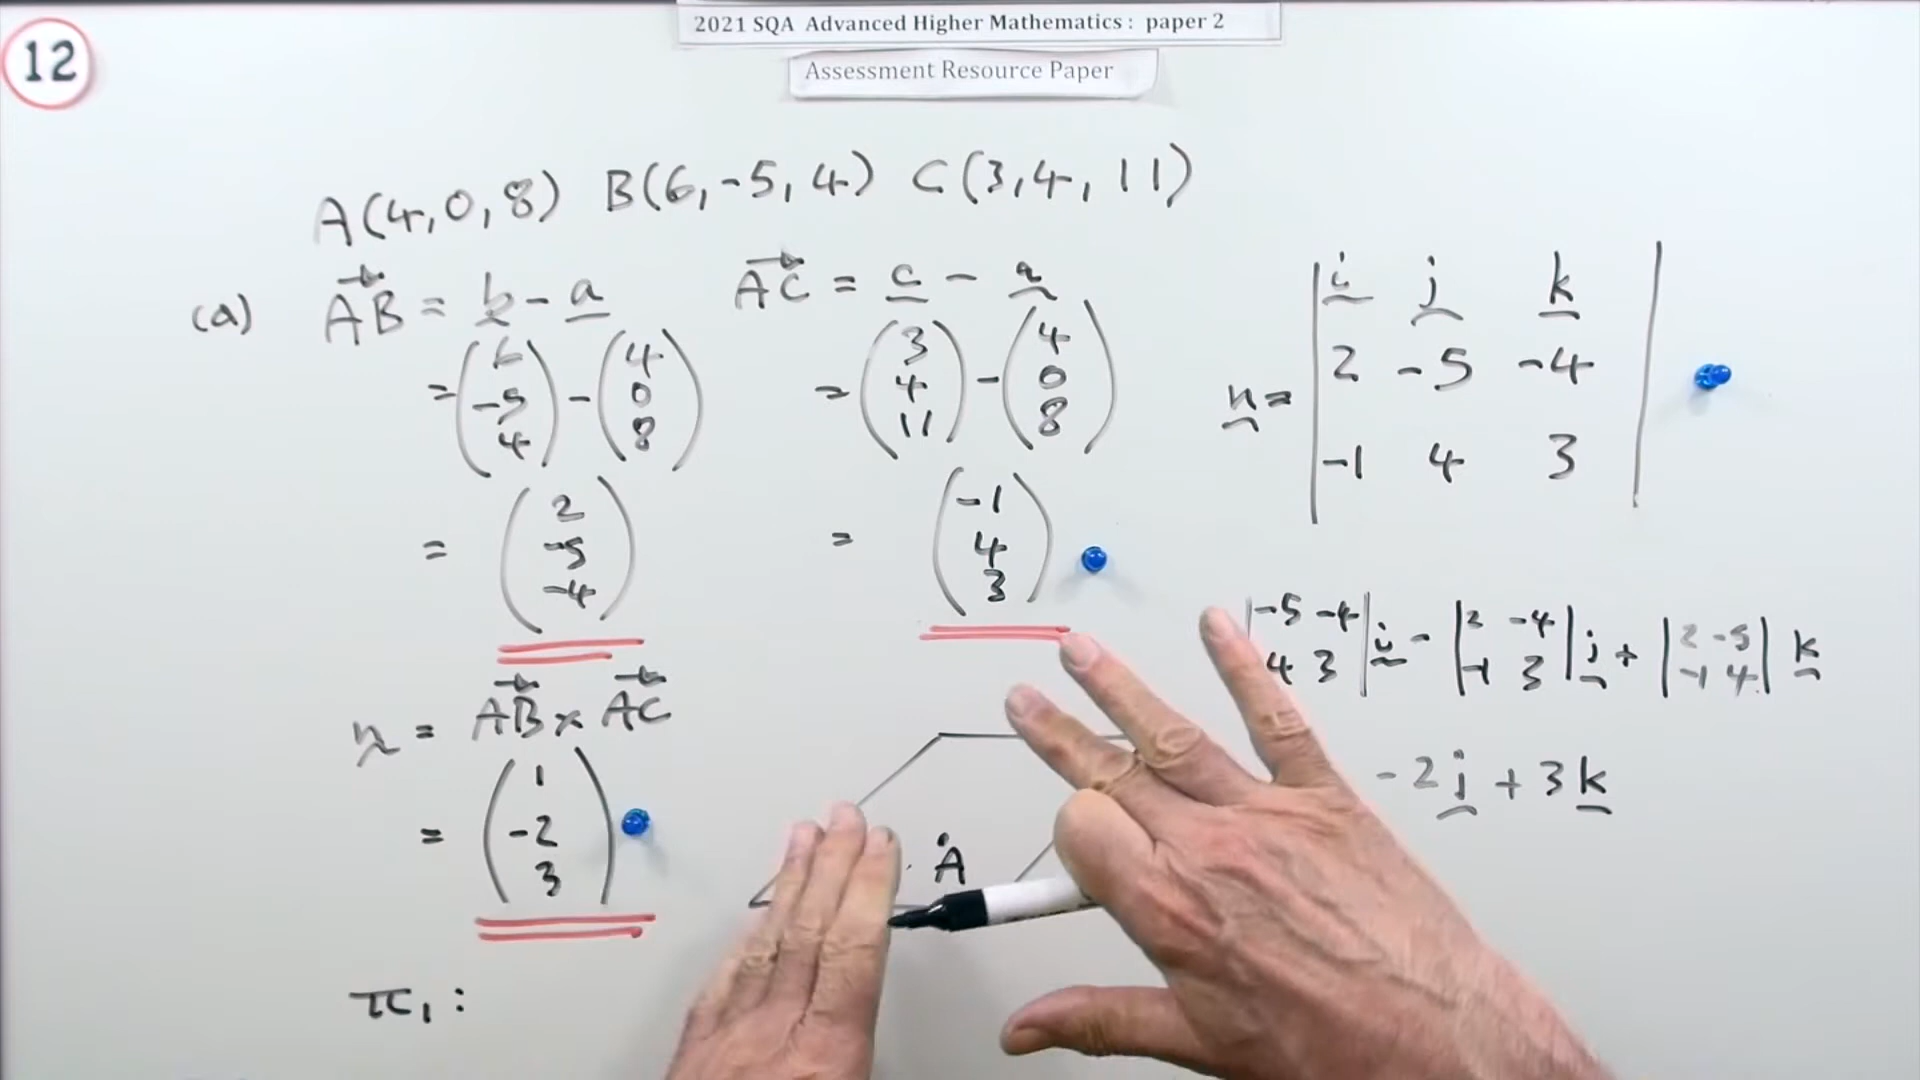 12
2021 SQA Advanced Higher Mathematics : paper 2
Assessment Resource Paper
A(4,0,8) B(6,-5,4) C(3,4,11)
(a) AB = b - a
= (6 -5 4) - (4 0 8)
= (2 -5 -4)
AC = c - a
= (3 4 11) - (4 0 8)
= (-1 4 3)
n = AB × AC
= (1 -2 3)
π₁ :
A
n = | i j k
2 -5 -4
-1 4 3 |
|-5 -4 4 3| i - |2 -4 -1 3| j + |2 -5 -1 4| k
- 2j + 3k